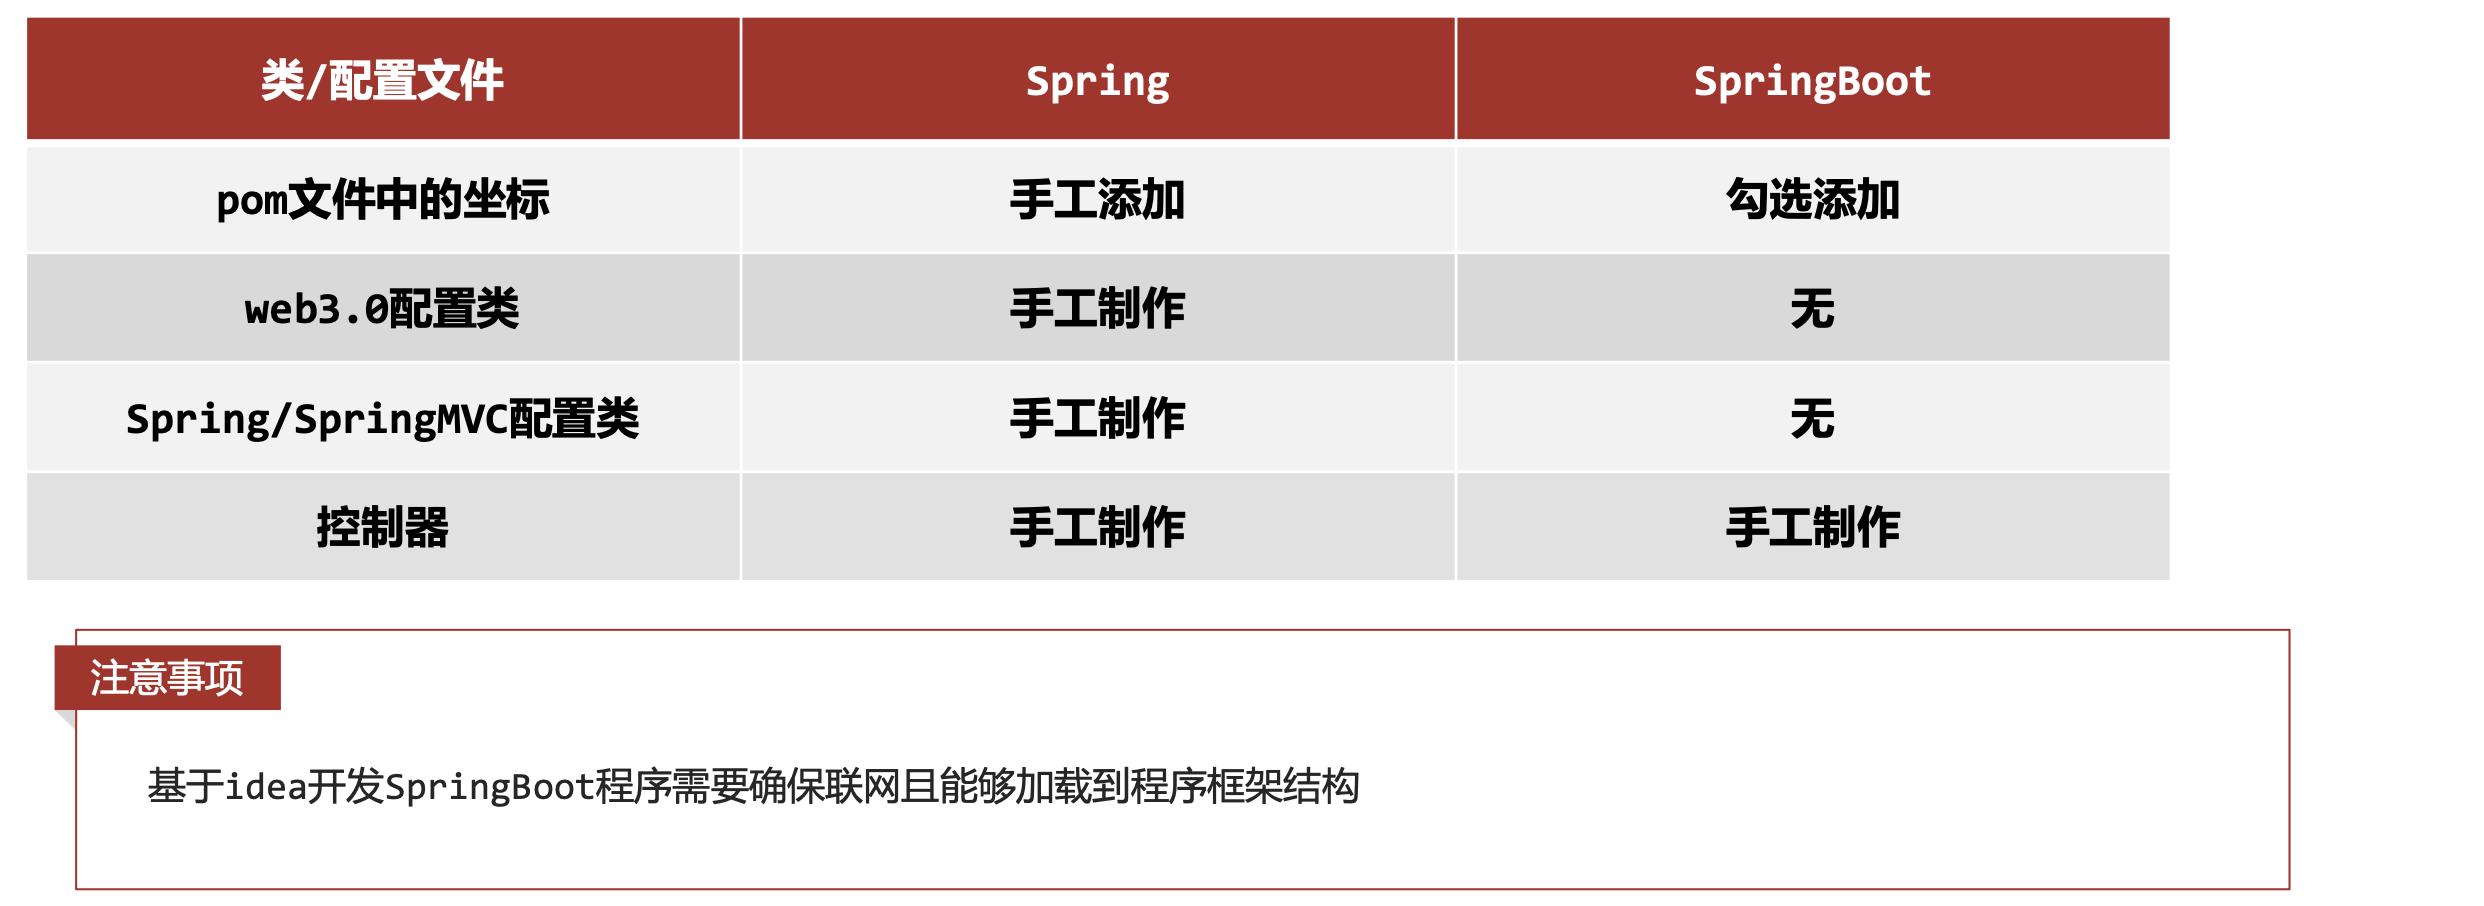 类/配置文件 Spring SpringBoot
pom文件中的坐标 手工添加 勾选添加
web3.0配置类 手工制作 无
Spring/SpringMVC配置类 手工制作 无
控制器 手工制作 手工制作
注意事项
基于idea开发SpringBoot程序需要确保联网且能够加载到程序框架结构